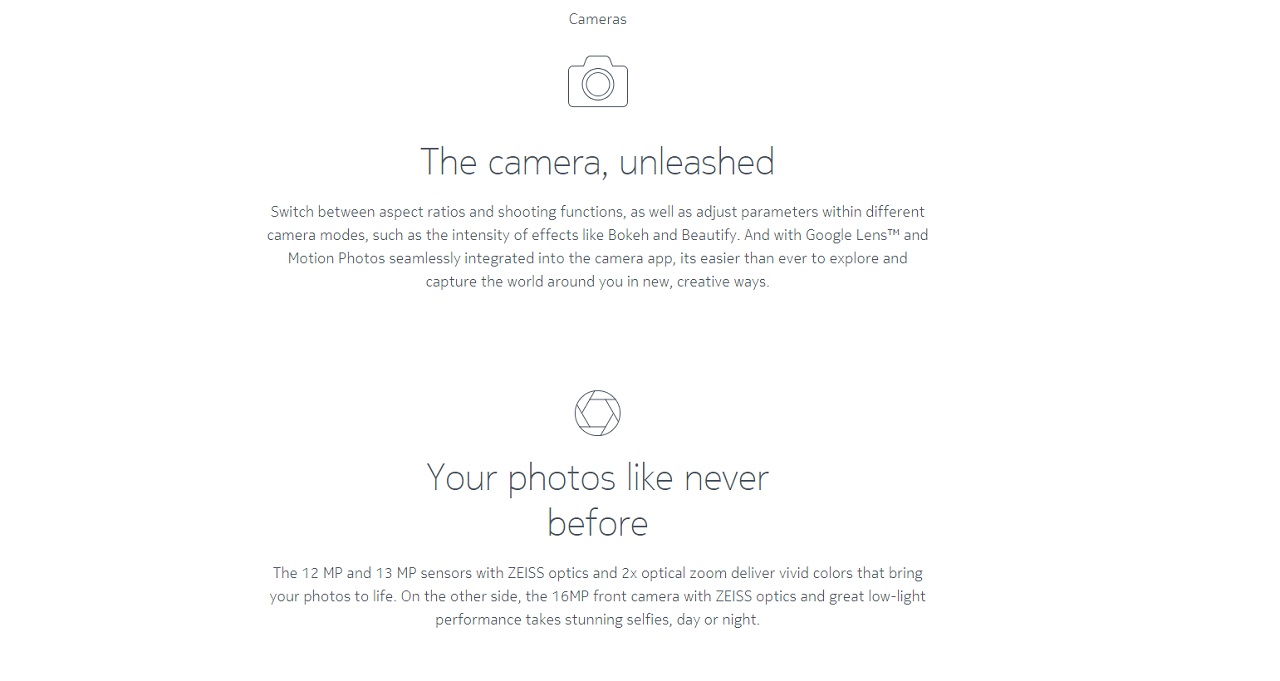 Cameras
The camera, unleashed
Switch between aspect ratios and shooting functions, as well as adjust parameters within different
camera modes, such as the intensity of effects like Bokeh and Beautify. And with Google Lens™ and
Motion Photos seamlessly integrated into the camera app, its easier than ever to explore and
capture the world around you in new, creative ways.
Your photos like never
before
The 12 MP and 13 MP sensors with ZEISS optics and 2x optical zoom deliver vivid colors that bring
your photos to life. On the other side, the 16MP front camera with ZEISS optics and great low-light
performance takes stunning selfies, day or night.